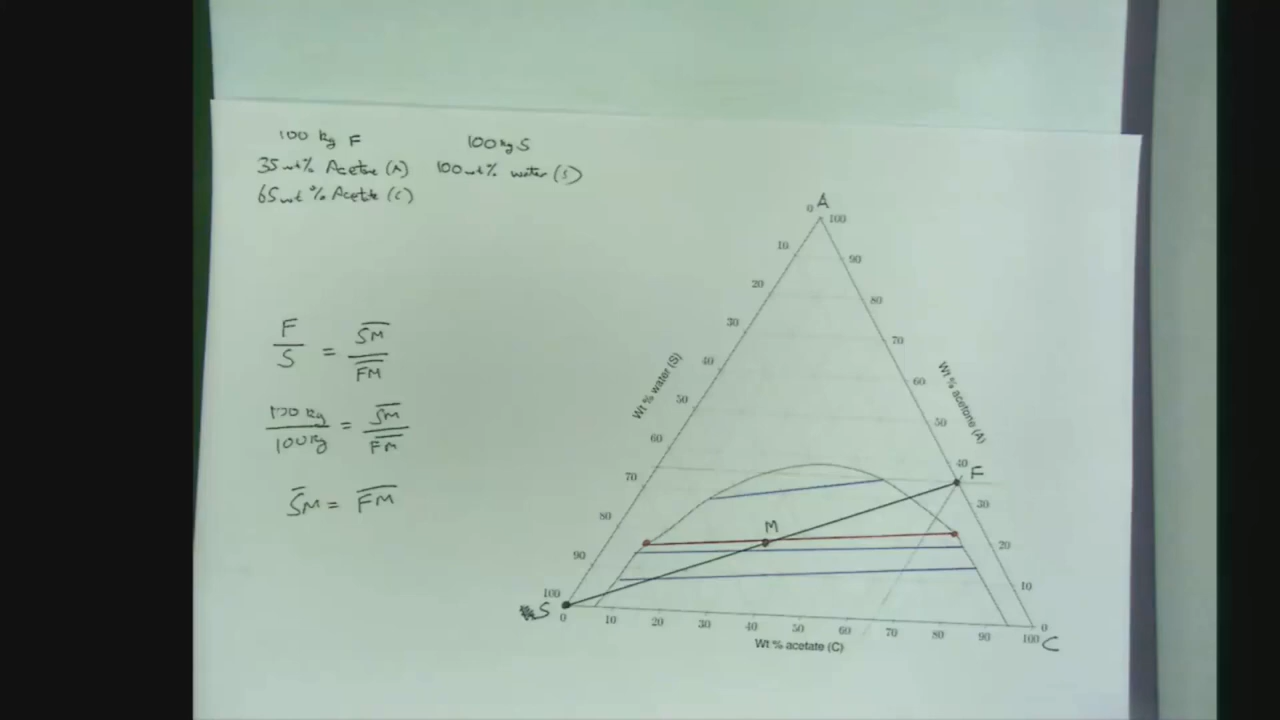 100 kg F
100 kg S
35 wt% Acetone (A)
100 wt% water (S)
65 wt% Acetate (C)
F/S = SM/FM
100 kg/100 kg = SM/FM
SM = FM
A
0 100
10 90
20 80
30 70
40 60
50 50
60 40
70 30
80 20
90 10
100 0
Wt % water (S)
Wt % acetone (A)
F
M
S
C
0 10 20 30 40 50 60 70 80 90 100
Wt % acetate (C)